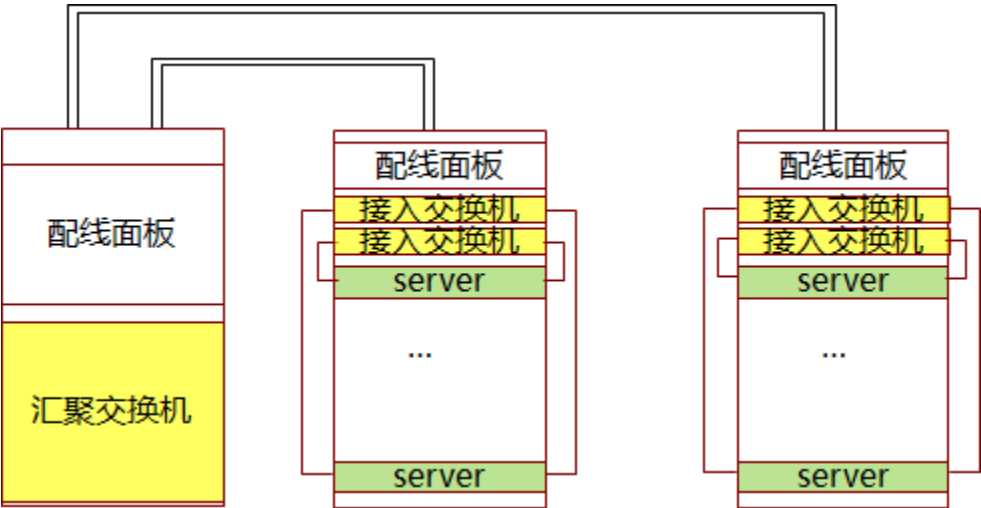 配线面板
汇聚交换机
配线面板
接入交换机
接入交换机
server
...
server
配线面板
接入交换机
接入交换机
server
...
server